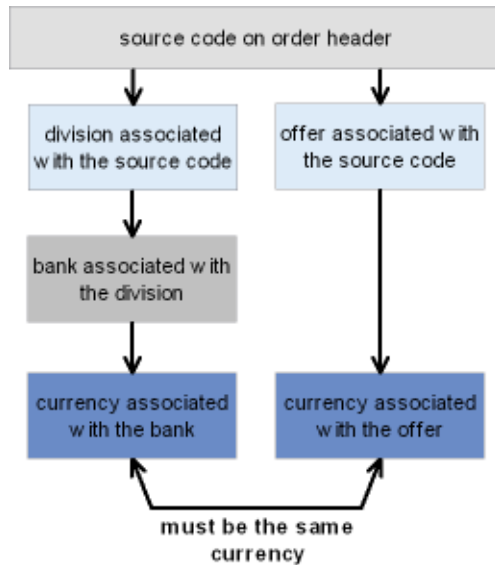 source code on order header
division associated
with the source code
offer associated with
the source code
bank associated with
the division
currency associated
with the bank
currency associated
with the offer
must be the same
currency